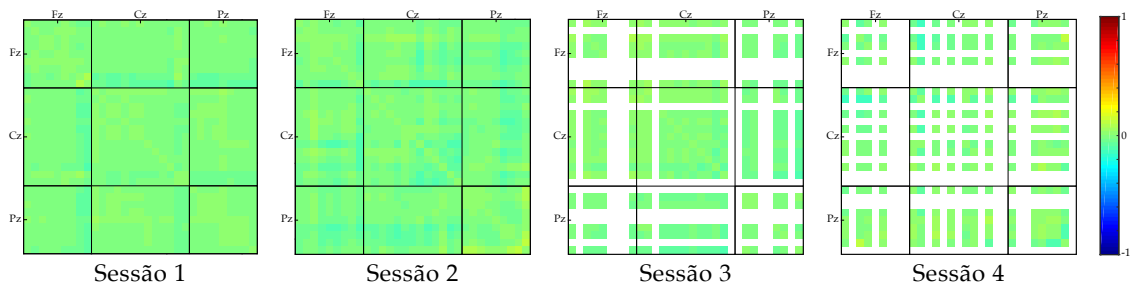 Fz Cz Pz Fz Cz Pz Fz Cz Pz Fz Cz Pz
1
Fz Fz Fz Fz
Cz Cz Cz Cz 0
Pz Pz Pz Pz
-1
Sessão 1 Sessão 2 Sessão 3 Sessão 4